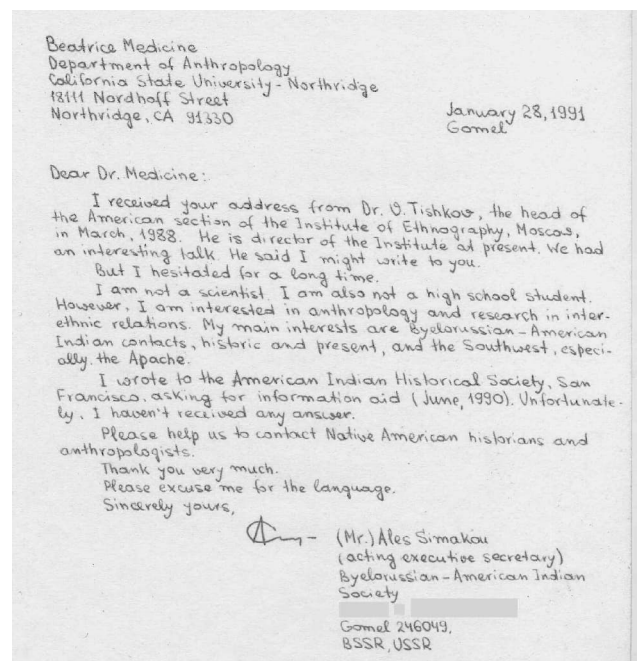 Beatrice Medicine
Department of Anthropology
California State University - Northridge
18111 Nordhoff Street
Northridge, CA 91330
January 28, 1991
Gomel
Dear Dr. Medicine:
I received your address from Dr. V. Tishkov, the head of
the American section of the Institute of Ethnography, Moscow,
in March, 1988. He is director of the Institute at present. We had
an interesting talk. He said I might write to you.
But I hesitated for a long time.
I am not a scientist. I am also not a high school student.
However, I am interested in anthropology and research in inter-
ethnic relations. My main interests are Byelorussian-American
Indian contacts, historic and present, and the Southwest, especi-
ally, the Apache.
I wrote to the American Indian Historical Society, San
Francisco, asking for information aid (June, 1990). Unfortunate-
ly, I haven't received any answer.
Please help us to contact Native American historians and
anthropologists.
Thank you very much.
Please excuse me for the language.
Sincerely yours,
(Mr.) Ales Simakou
(acting executive secretary)
Byelorussian-American Indian
Society
Gomel 246049,
BSSR, USSR